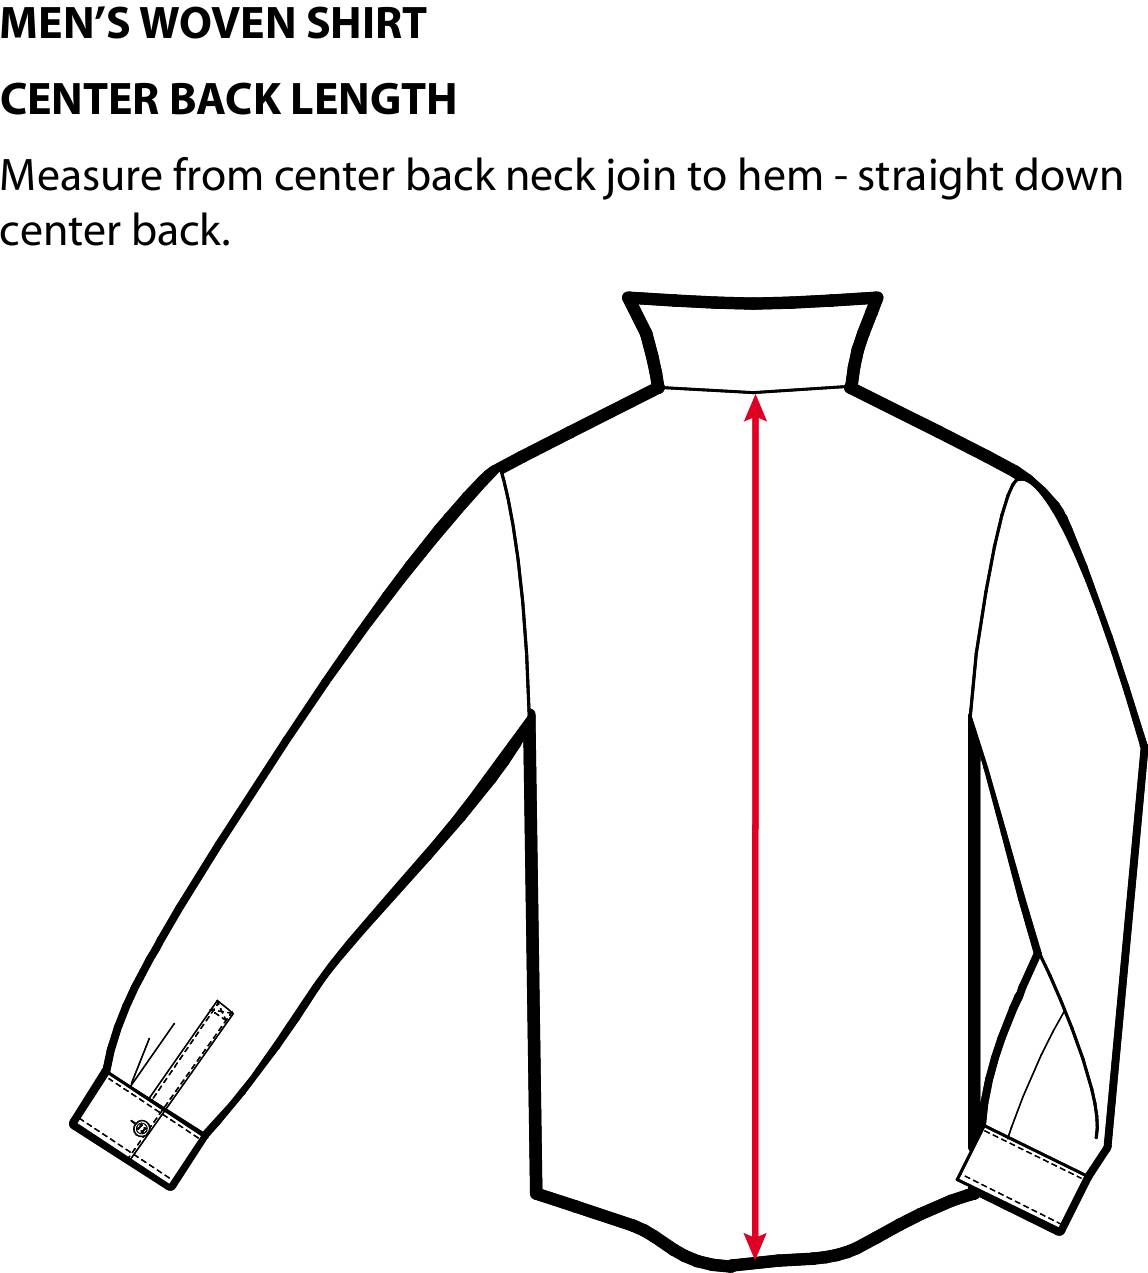 MEN’S WOVEN SHIRT
CENTER BACK LENGTH
Measure from center back neck join to hem - straight down
center back.